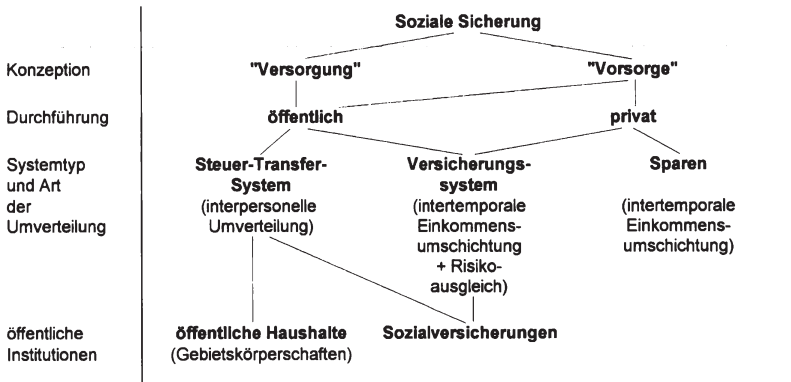 Soziale Sicherung
Konzeption "Versorgung" "Vorsorge"
Durchführung öffentlich privat
Systemtyp Steuer-Transfer- Versicherungs- Sparen
und Art System system
der (interpersonelle (intertemporale (intertemporale
Umverteilung Umverteilung) Einkommens- Einkommens-
umschichtung umschichtung)
+ Risiko-
ausgleich)
öffentliche öffentliche Haushalte Sozialversicherungen
Institutionen (Gebietskörperschaften)